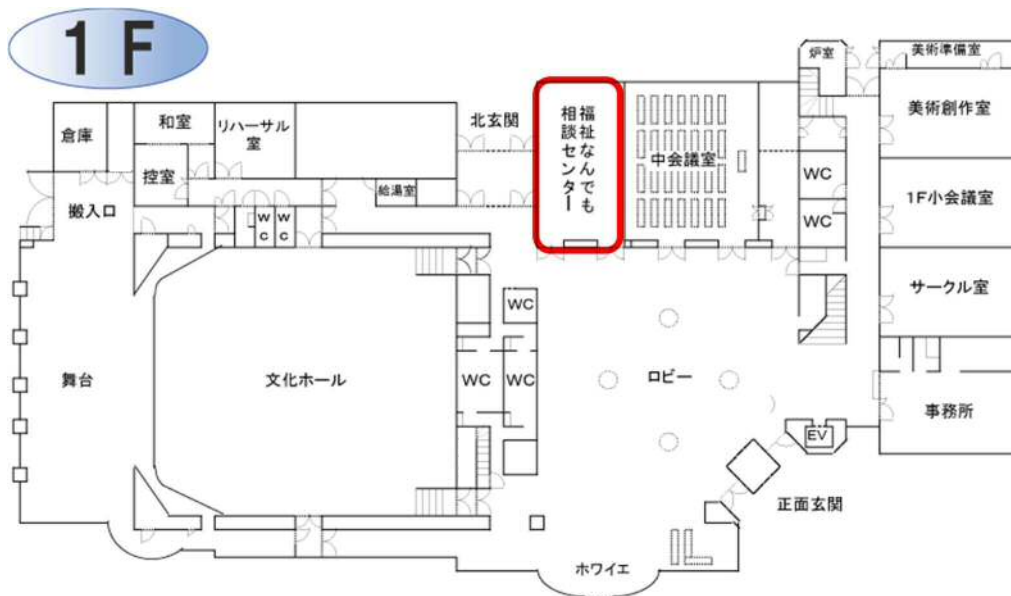 1F
炉室
美術準備室
倉庫
和室
リハーサル
室
北玄関
福祉なんでも
相談センター
中会議室
美術創作室
控室
給湯室
WC
1F小会議室
搬入口
WC
WC
WC
サークル室
WC
舞台
文化ホール
WC
WC
ロビー
事務所
EV
正面玄関
ホワイエ